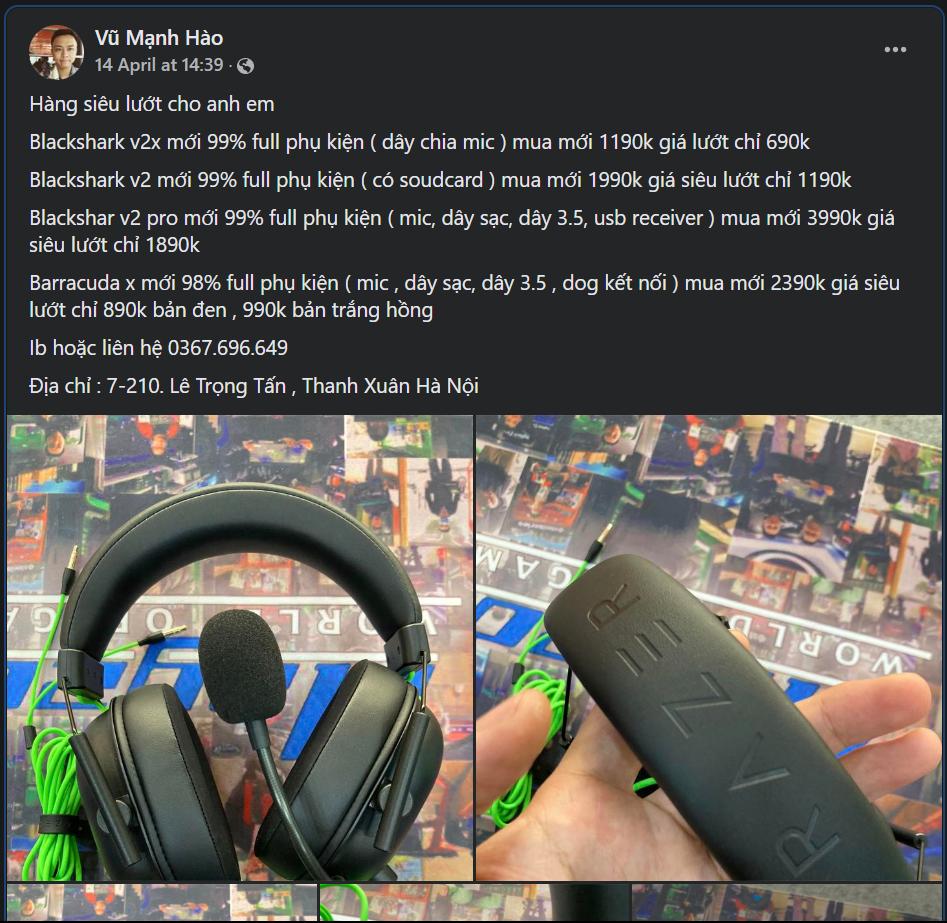 Vũ Mạnh Hào
14 April at 14:39 ·
Hàng siêu lướt cho anh em
Blackshark v2x mới 99% full phụ kiện ( dây chia mic ) mua mới 1190k giá lướt chỉ 690k
Blackshark v2 mới 99% full phụ kiện ( có soudcard ) mua mới 1990k giá siêu lướt chỉ 1190k
Blackshar v2 pro mới 99% full phụ kiện ( mic, dây sạc, dây 3.5, usb receiver ) mua mới 3990k giá
siêu lướt chỉ 1890k
Barracuda x mới 98% full phụ kiện ( mic , dây sạc, dây 3.5 , dog kết nối ) mua mới 2390k giá siêu
lướt chỉ 890k bản đen , 990k bản trắng hồng
Ib hoặc liên hệ 0367.696.649
Địa chỉ : 7-210. Lê Trọng Tấn , Thanh Xuân Hà Nội
WORLD OF GA
WORLD
GAM
RAZER